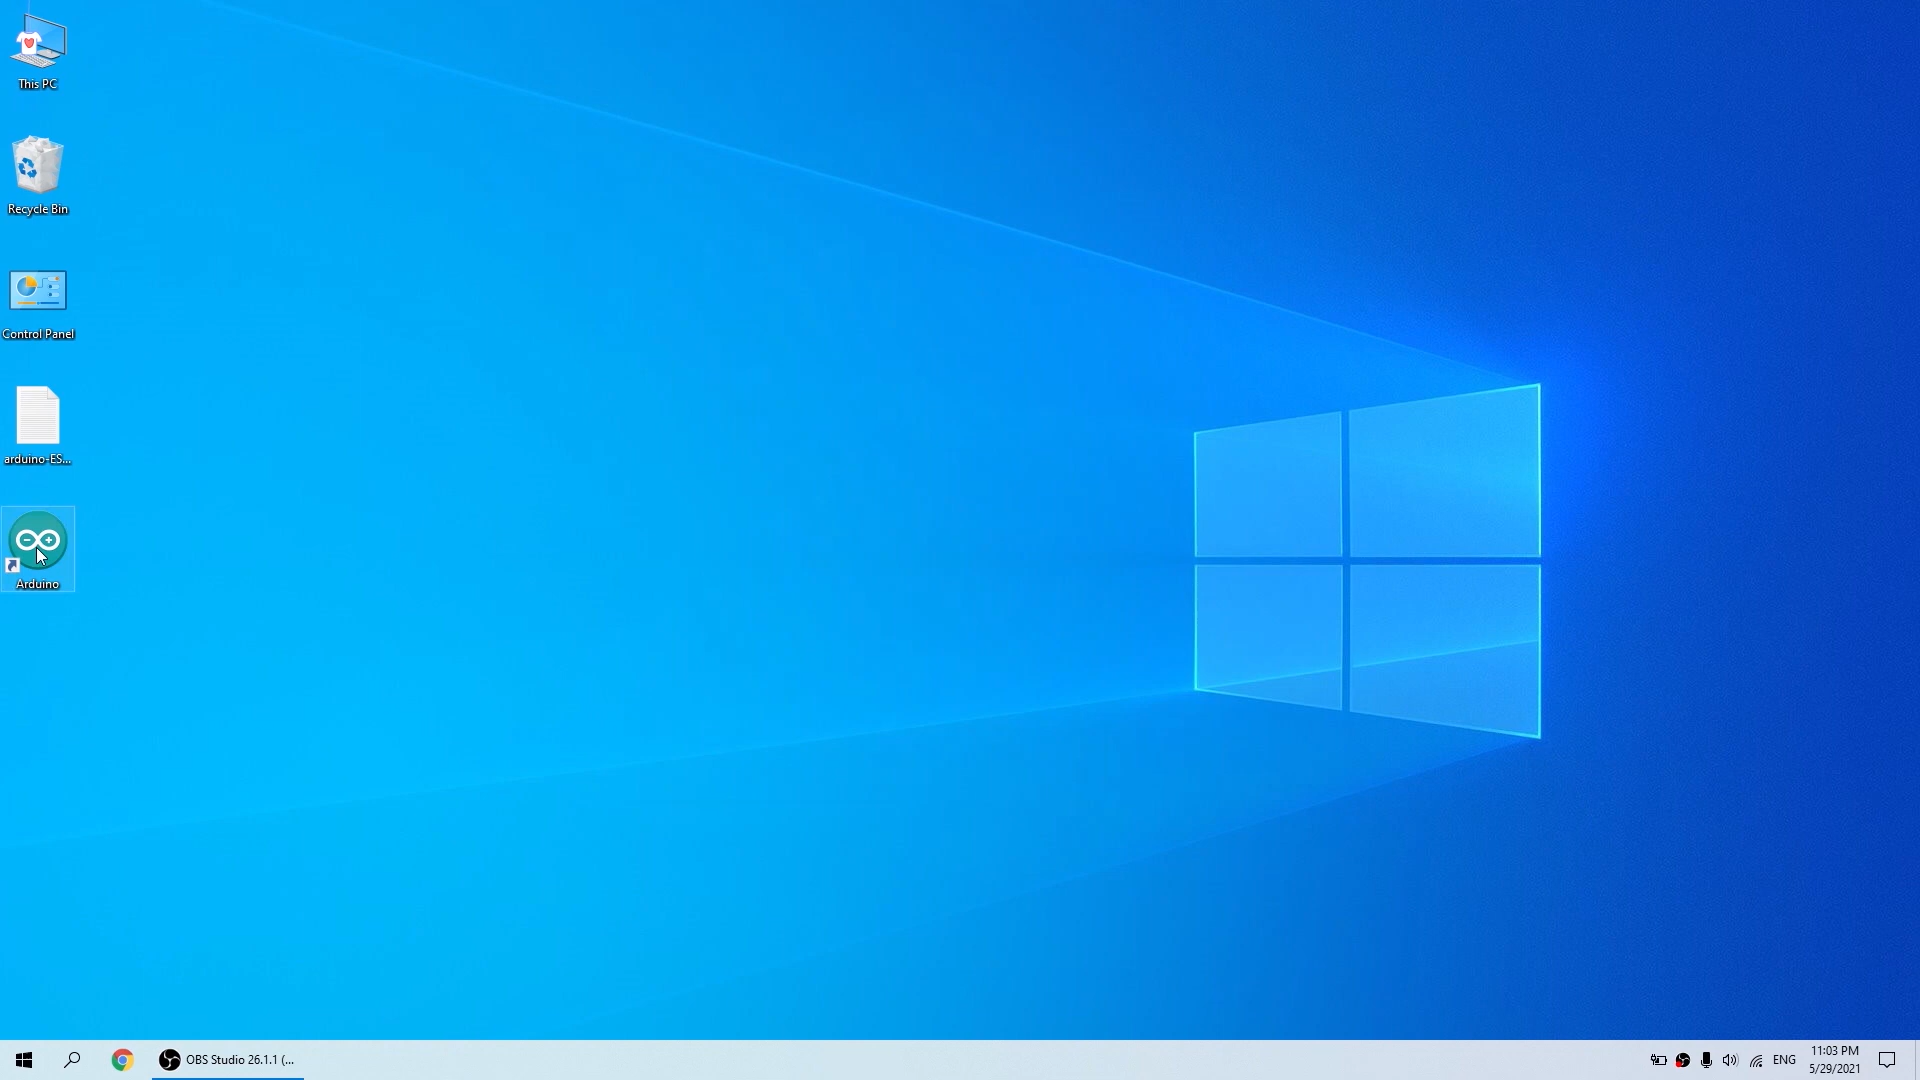 This PC
Recycle Bin
Control Panel
arduino-ES...
Arduino
OBS Studio 26.1.1 (...
ENG
11:03 PM
5/29/2021